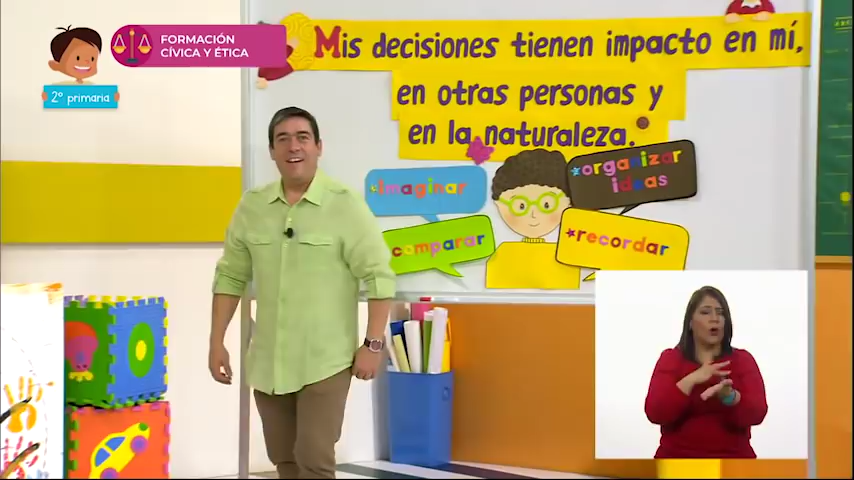 FORMACIÓN
CÍVICA Y ÉTICA
2º primaria
Mis decisiones tienen impacto en mí,
en otras personas y
en la naturaleza.
*imaginar
*organizar
ideas
*comparar
*recordar